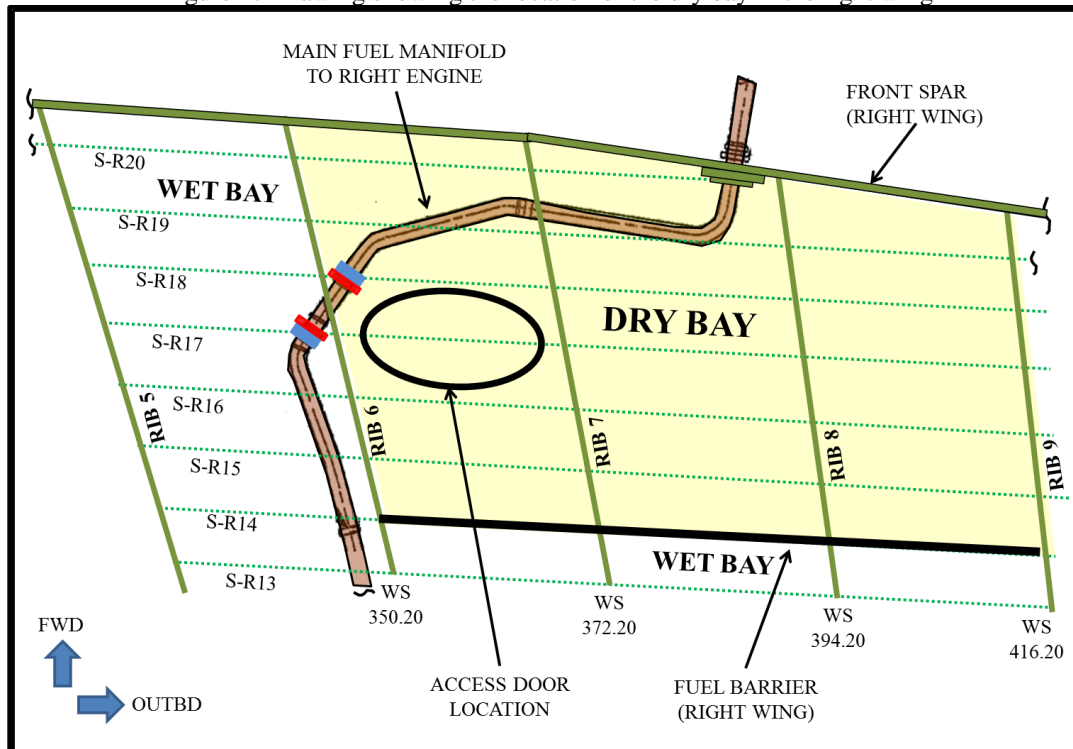 MAIN FUEL MANIFOLD
TO RIGHT ENGINE
FRONT SPAR
(RIGHT WING)
S-R20
WET BAY
S-R19
S-R18
DRY BAY
S-R17
S-R16
RIB 5
RIB 6
RIB 7
RIB 8
RIB 9
S-R15
S-R14
WET BAY
S-R13
WS
350.20
WS
372.20
WS
394.20
WS
416.20
FWD
OUTBD
ACCESS DOOR
LOCATION
FUEL BARRIER
(RIGHT WING)